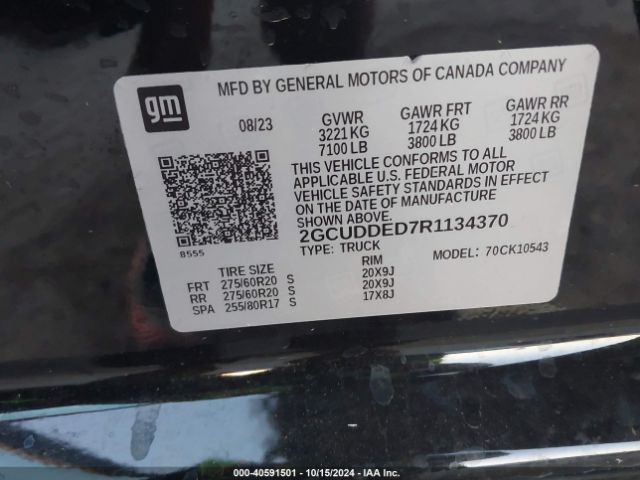 gm
MFD BY GENERAL MOTORS OF CANADA COMPANY
08/23
GVWR
3221 KG
7100 LB
GAWR FRT
1724 KG
3800 LB
GAWR RR
1724 KG
3800 LB
THIS VEHICLE CONFORMS TO ALL
APPLICABLE U.S. FEDERAL MOTOR
VEHICLE SAFETY STANDARDS IN EFFECT
ON THE DATE OF MANUFACTURE
SHOWN ABOVE.
2GCUDDED7R1134370
8555
TYPE: TRUCK
MODEL: 70CK10543
TIRE SIZE
RIM
FRT 275/60R20 S 20X9J
RR 275/60R20 S 20X9J
SPA 255/80R17 S 17X8J
000-40591501 - 10/15/2024 - IAA Inc.